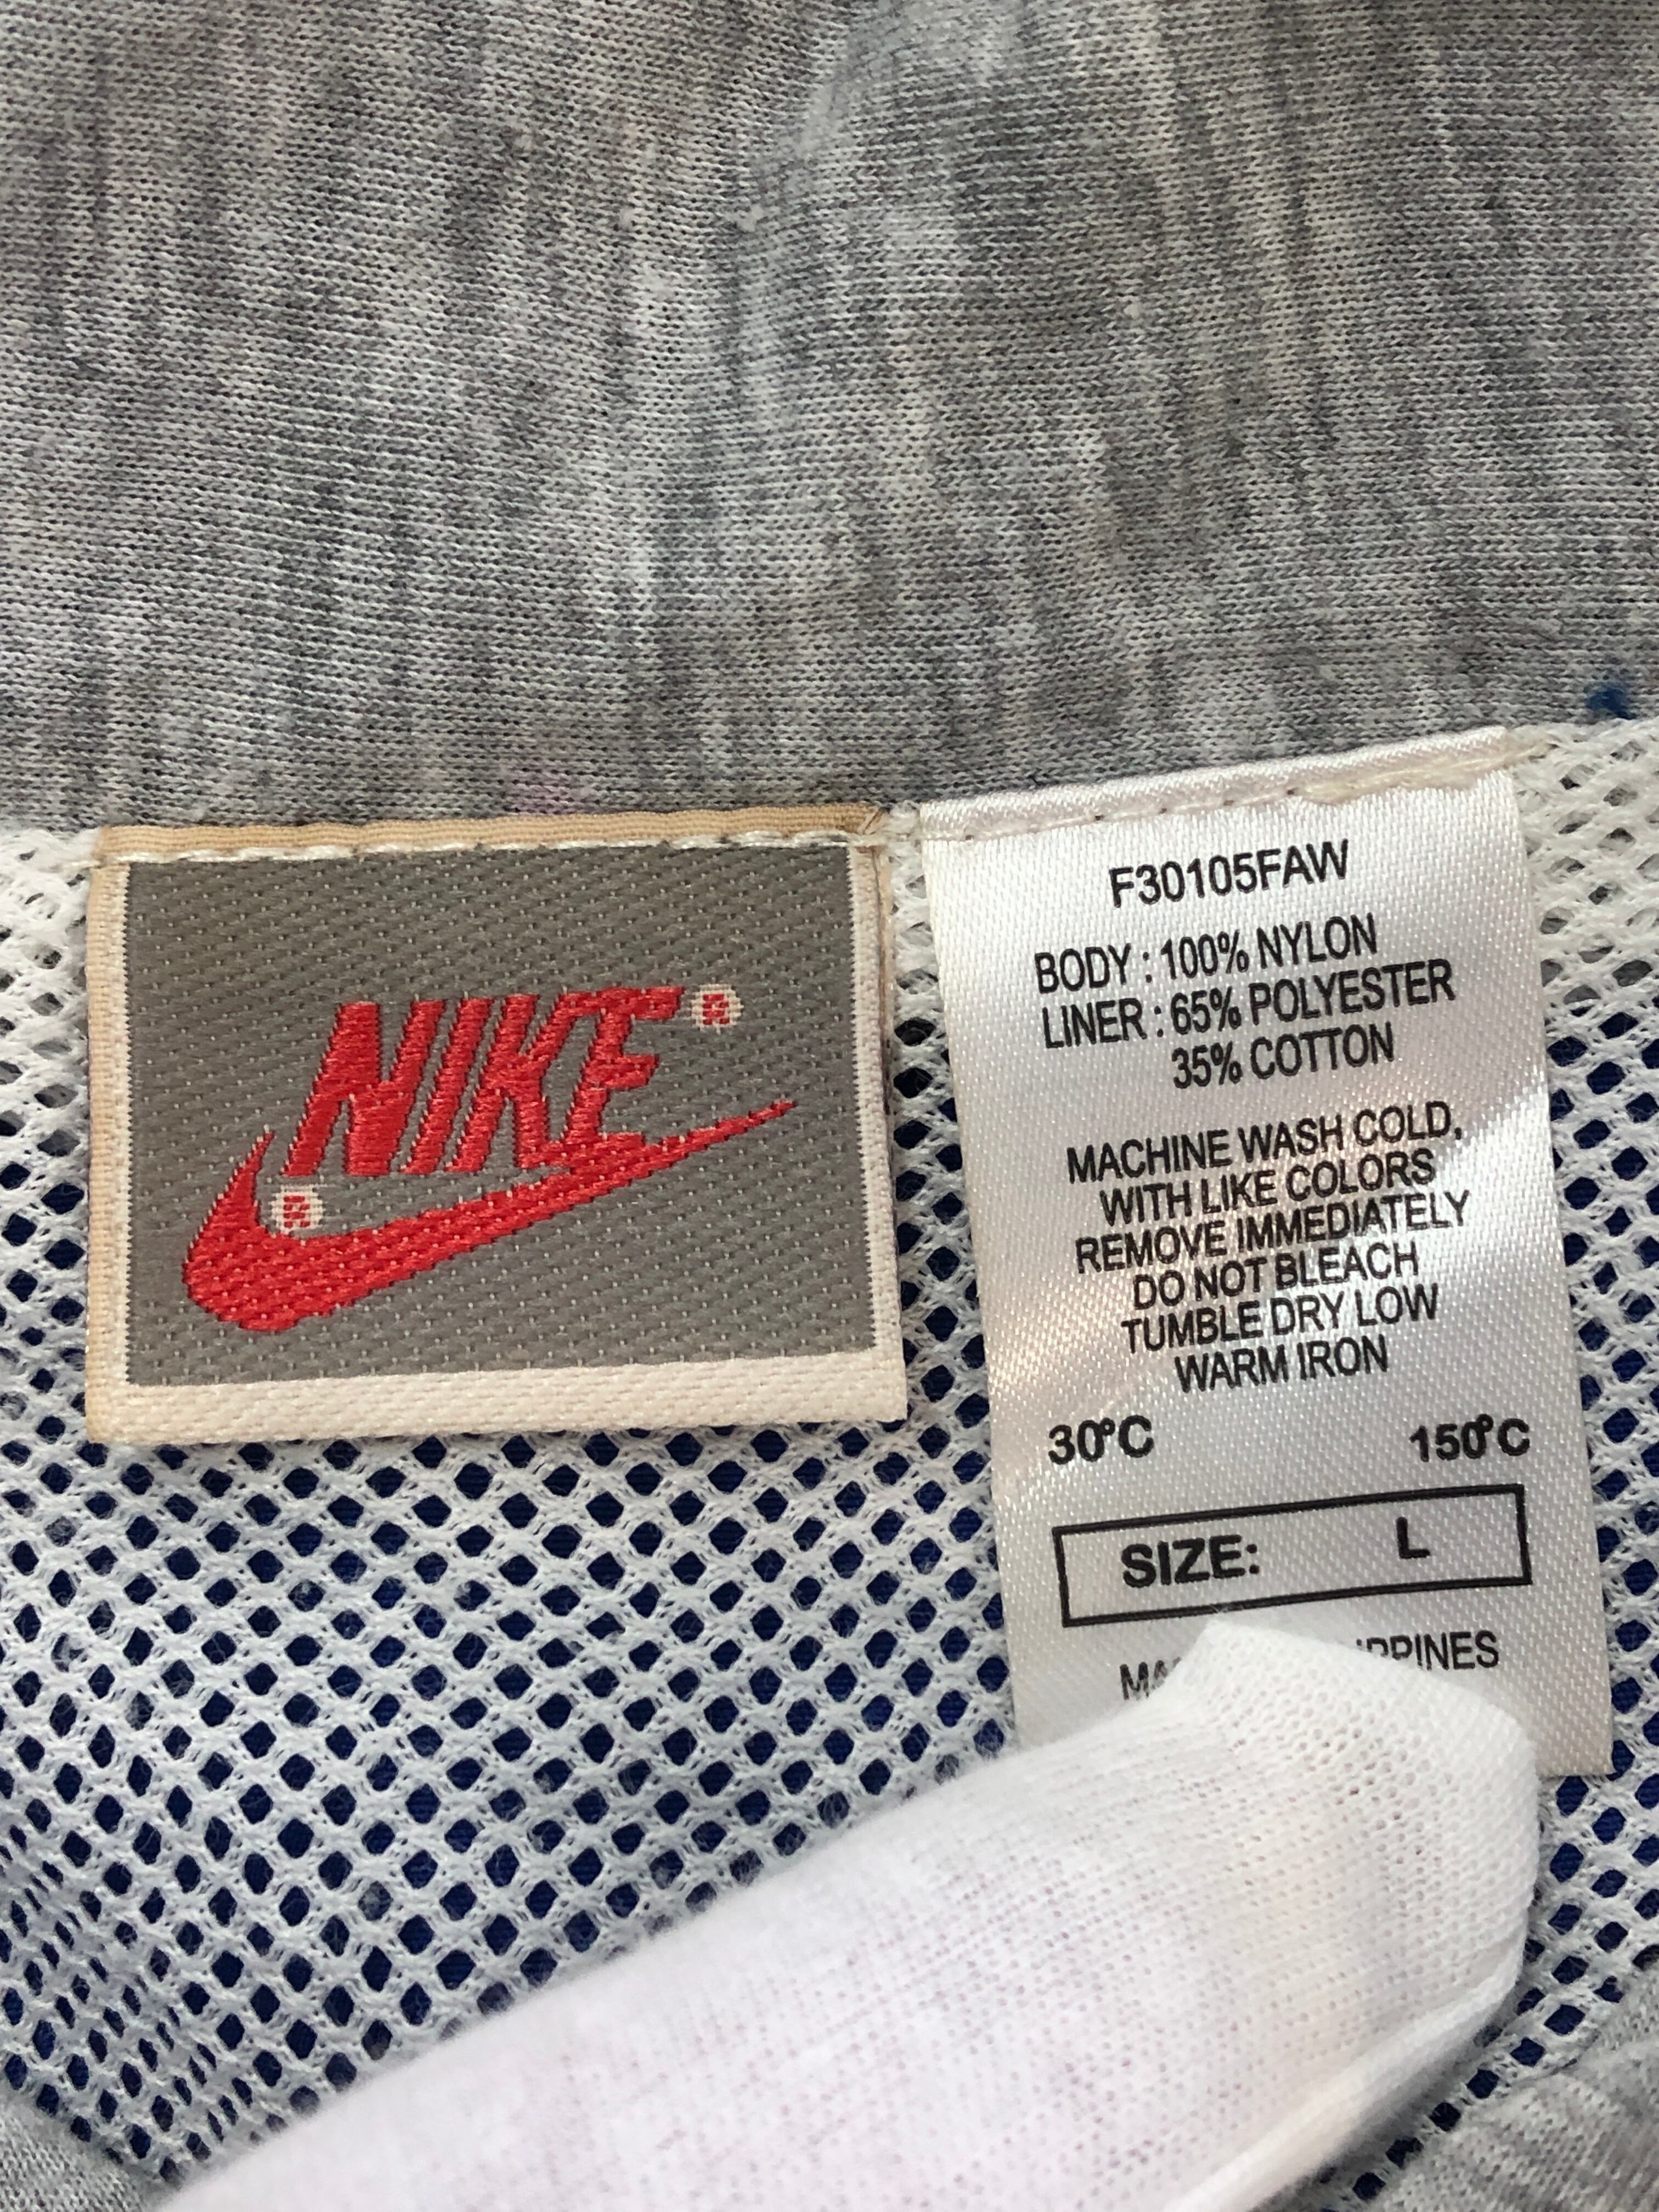 NIKE®
®
F30105FAW
BODY : 100% NYLON
LINER : 65% POLYESTER
35% COTTON
MACHINE WASH COLD,
WITH LIKE COLORS
REMOVE IMMEDIATELY
DO NOT BLEACH
TUMBLE DRY LOW
WARM IRON
30°C 150°C
SIZE: L